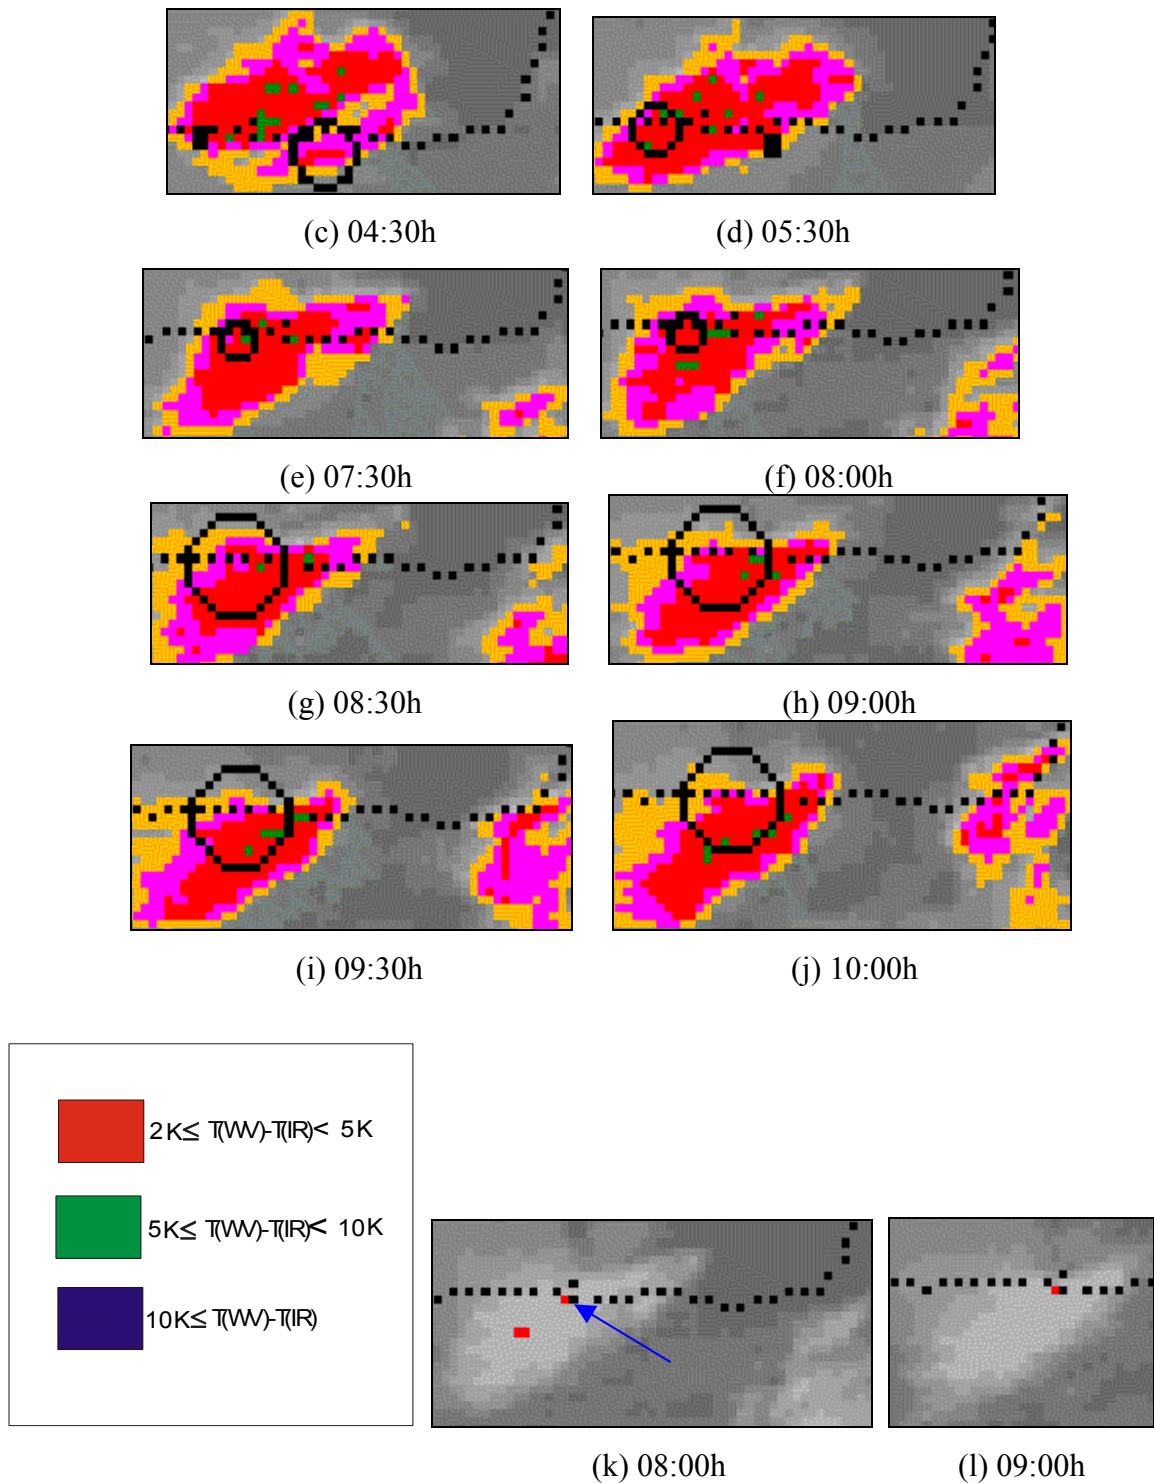 (c) 04:30h
(d) 05:30h
(e) 07:30h
(f) 08:00h
(g) 08:30h
(h) 09:00h
(i) 09:30h
(j) 10:00h
2K≤ T(WV)-T(IR)< 5K
5K≤ T(WV)-T(IR)< 10K
10K≤ T(WV)-T(IR)
(k) 08:00h
(l) 09:00h